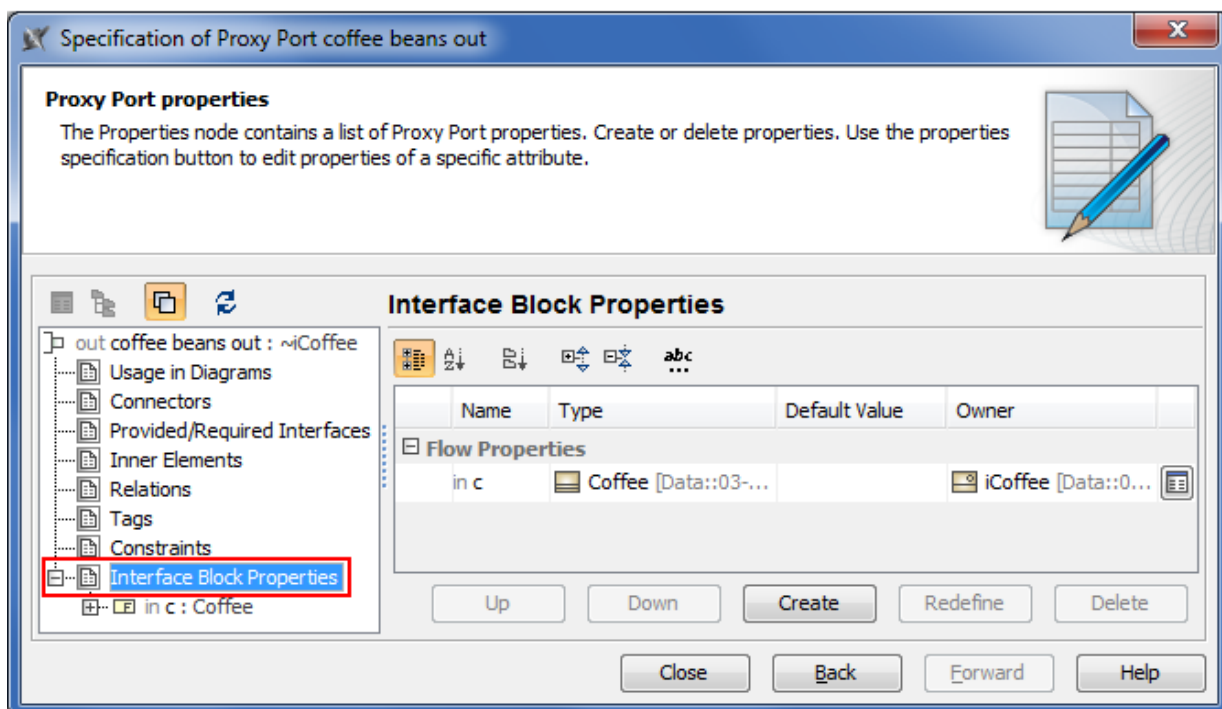 Specification of Proxy Port coffee beans out
Proxy Port properties
The Properties node contains a list of Proxy Port properties. Create or delete properties. Use the properties
specification button to edit properties of a specific attribute.
Interface Block Properties
out coffee beans out : ~iCoffee
Usage in Diagrams
Connectors
Provided/Required Interfaces
Inner Elements
Relations
Tags
Constraints
Interface Block Properties
in c : Coffee
abc
Name Type Default Value Owner
Flow Properties
in c Coffee [Data::03-... iCoffee [Data::0...
Up Down Create Redefine Delete
Close Back Forward Help